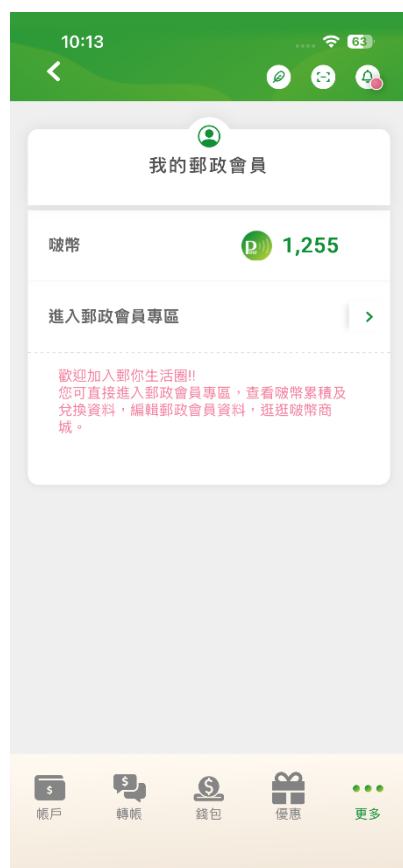 10:13
63
我的郵政會員
啵幣
1,255
進入郵政會員專區
歡迎加入郵你生活圈!!
您可直接進入郵政會員專區，查看啵幣累積及
兌換資料，編輯郵政會員資料，逛逛啵幣商
城。
帳戶
轉帳
錢包
優惠
更多